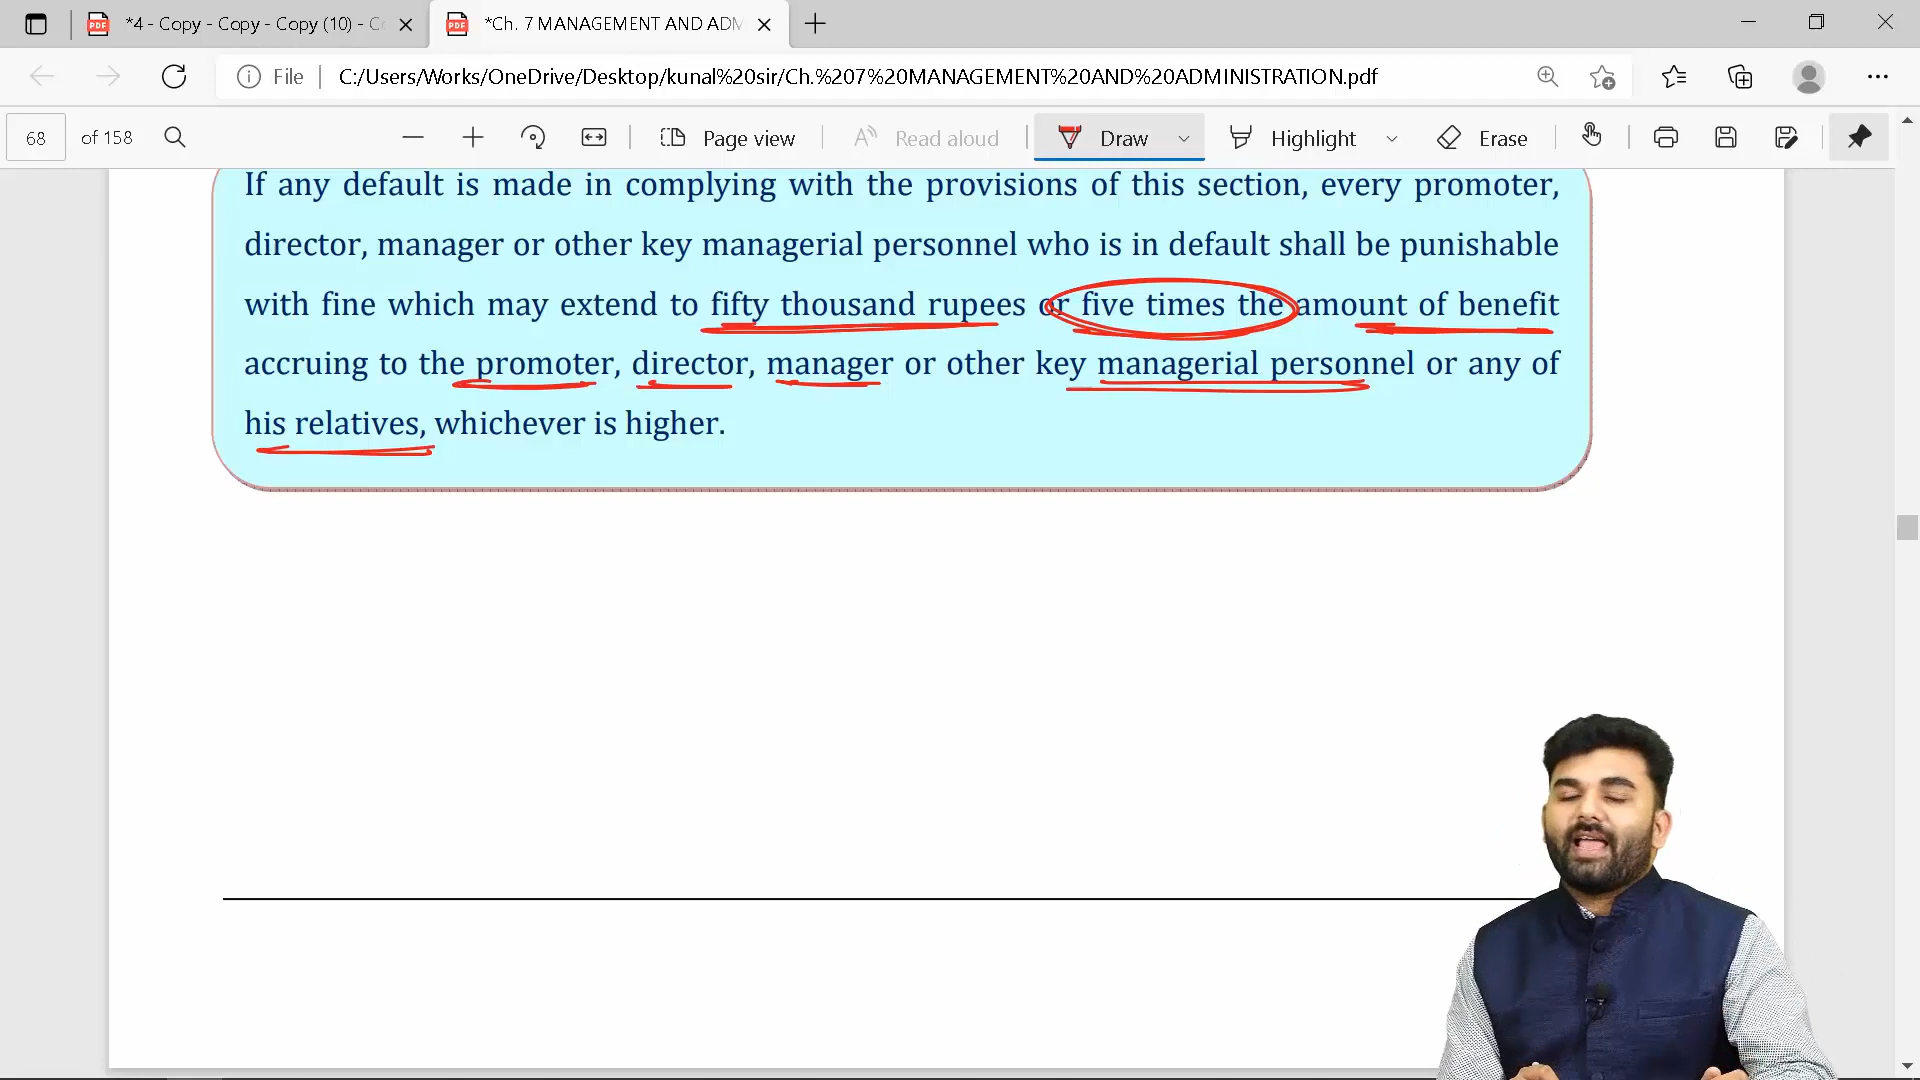 *4 - Copy - Copy - Copy (10) - C
*Ch. 7 MANAGEMENT AND ADM
File
C:/Users/Works/OneDrive/Desktop/kunal%20sir/Ch.%207%20MANAGEMENT%20AND%20ADMINISTRATION.pdf
68 of 158
Page view
Read aloud
Draw
Highlight
Erase
If any default is made in complying with the provisions of this section, every promoter,
director, manager or other key managerial personnel who is in default shall be punishable
with fine which may extend to fifty thousand rupees or five times the amount of benefit
accruing to the promoter, director, manager or other key managerial personnel or any of
his relatives, whichever is higher.